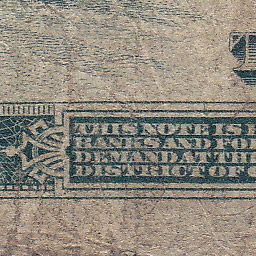 T
THIS NOTE IS
BANKS AND FO
DEMAND AT TH
DISTRICT OF